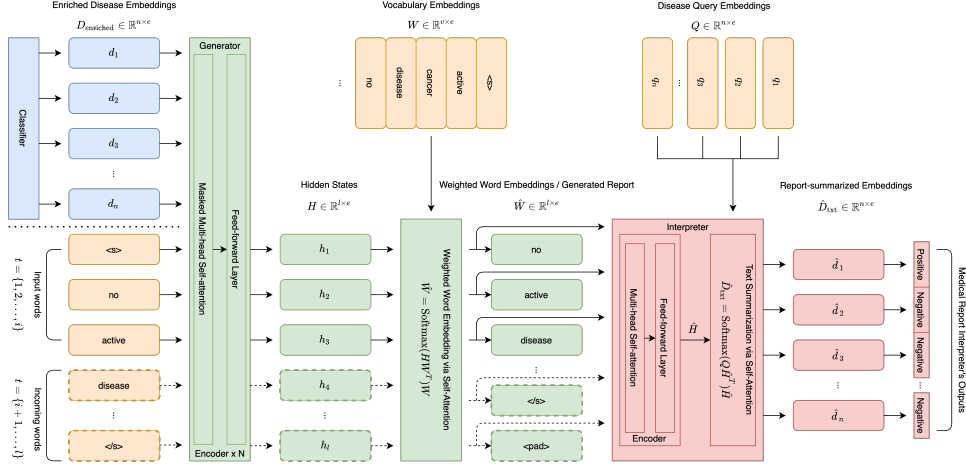 Enriched Disease Embeddings
D_enriched ∈ ℝ^{n×e}
Vocabulary Embeddings
W ∈ ℝ^{v×e}
Disease Query Embeddings
Q ∈ ℝ^{n×e}
Classifier
d_1
d_2
d_3
...
d_n
Generator
Masked Multi-head Self-attention
Feed-forward Layer
Encoder x N
...
no
disease
cancer
active
<s>
q_n
...
q_3
q_2
q_1
Input words
t = {1, 2, ..., i}
<s>
no
active
Incoming words
t = {i + 1, ..., l}
disease
...
</s>
Hidden States
H ∈ ℝ^{l×e}
h_1
h_2
h_3
h_4
...
h_l
Weighted Word Embedding via Self-Attention
Ŵ = Softmax(HW^T)W
Weighted Word Embeddings / Generated Report
Ŵ ∈ ℝ^{l×e}
no
active
disease
...
</s>
<pad>
Interpreter
Multi-head Self-attention
Feed-forward Layer
Encoder
Ĥ
Text Summarization via Self-Attention
D̂_txt = Softmax(QĤ^T)Ĥ
Report-summarized Embeddings
D̂_txt ∈ ℝ^{n×e}
d̂_1
d̂_2
d̂_3
...
d̂_n
Positive
Negative
Negative
...
Negative
Medical Report Interpreter's Outputs